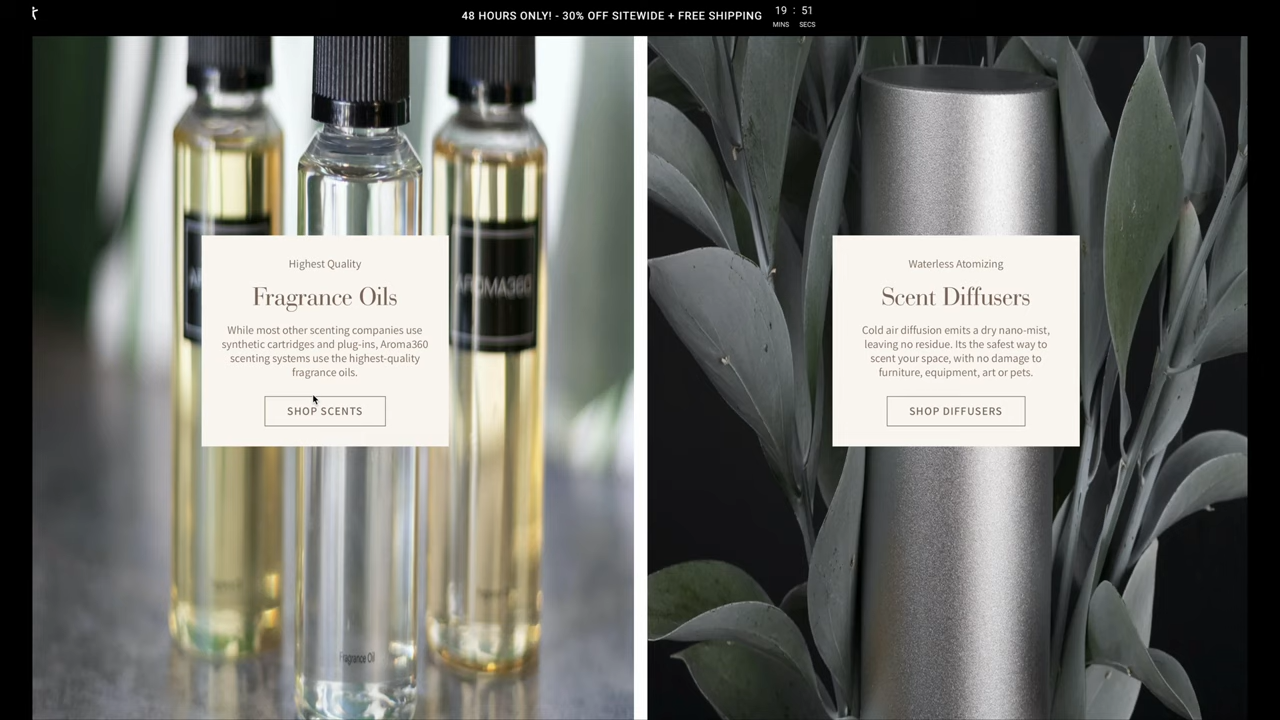 48 HOURS ONLY! - 30% OFF SITEWIDE + FREE SHIPPING
19 : 51
MINS SECS
Highest Quality
Fragrance Oils
While most other scenting companies use
synthetic cartridges and plug-ins, Aroma360
scenting systems use the highest-quality
fragrance oils.
SHOP SCENTS
AROMA360
Fragrance Oil
Waterless Atomizing
Scent Diffusers
Cold air diffusion emits a dry nano-mist,
leaving no residue. Its the safest way to
scent your space, with no damage to
furniture, equipment, art or pets.
SHOP DIFFUSERS